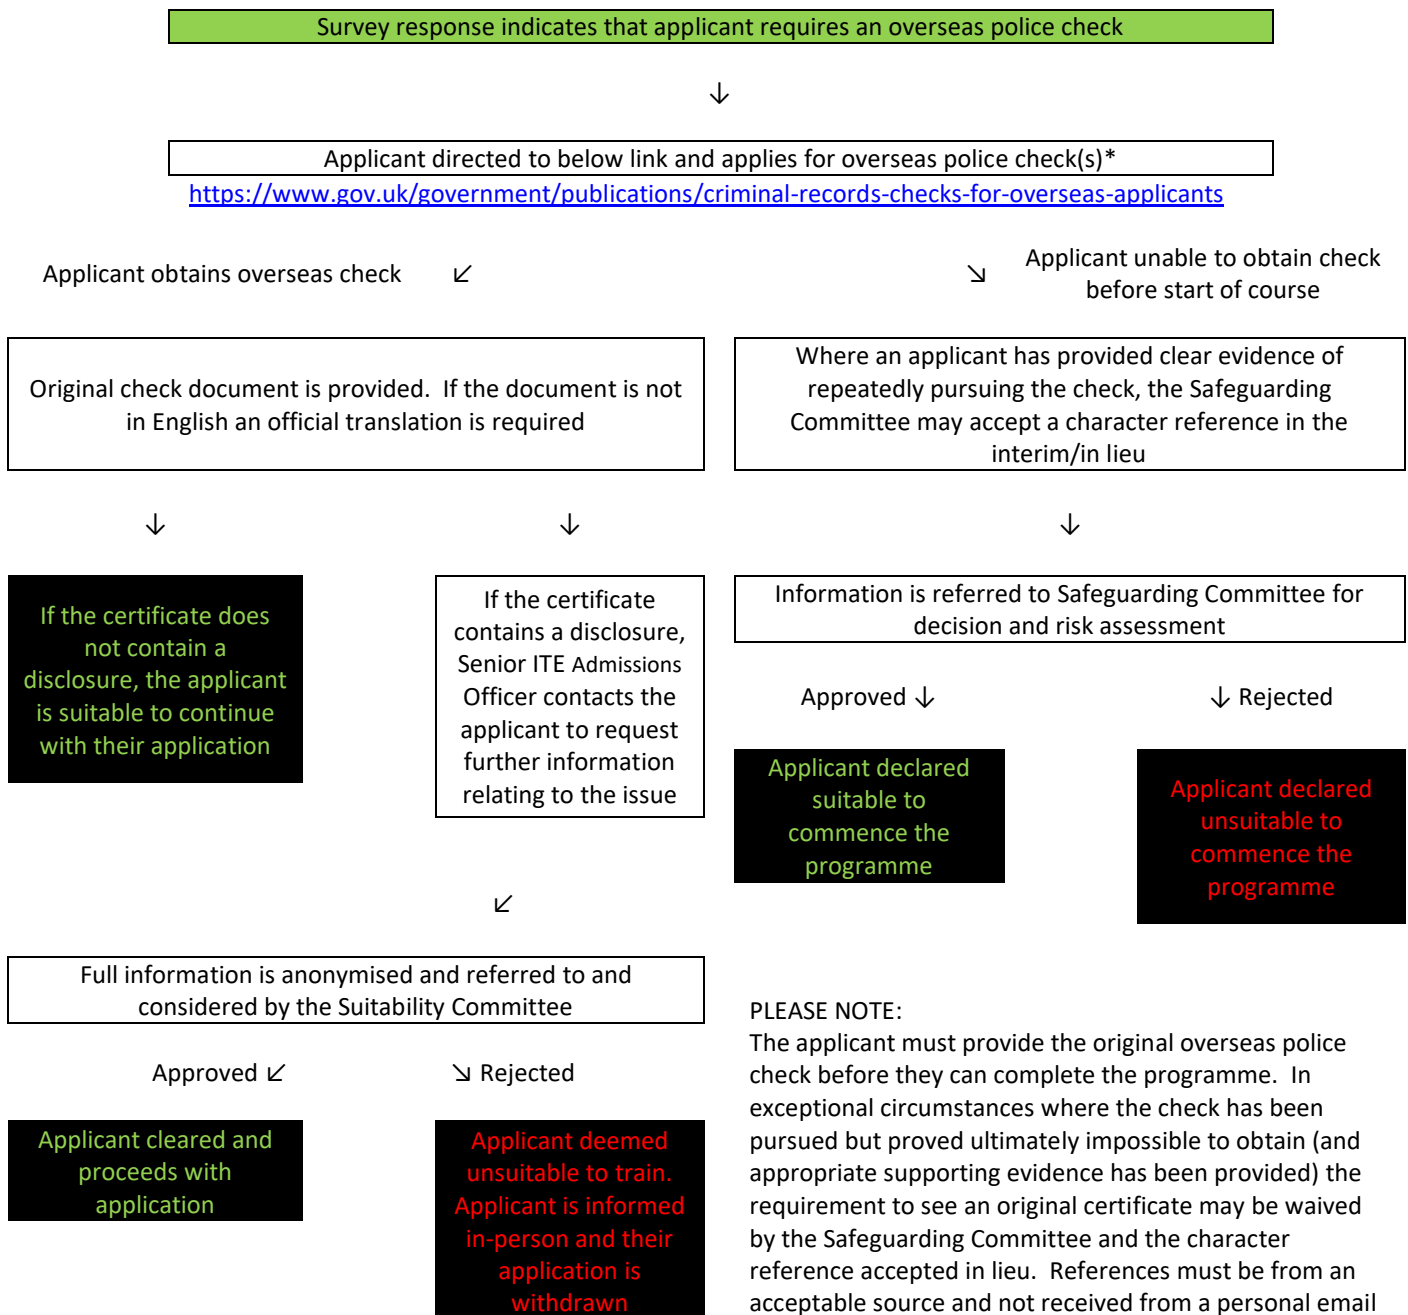 Survey response indicates that applicant requires an overseas police check
↓
Applicant directed to below link and applies for overseas police check(s)*
https://www.gov.uk/government/publications/criminal-records-checks-for-overseas-applicants
Applicant obtains overseas check ↙
↘ Applicant unable to obtain check
before start of course
Original check document is provided. If the document is not
in English an official translation is required
Where an applicant has provided clear evidence of
repeatedly pursuing the check, the Safeguarding
Committee may accept a character reference in the
interim/in lieu
↓ ↓ ↓
If the certificate does
not contain a
disclosure, the applicant
is suitable to continue
with their application
If the certificate
contains a disclosure,
Senior ITE Admissions
Officer contacts the
applicant to request
further information
relating to the issue
Information is referred to Safeguarding Committee for
decision and risk assessment
Approved ↓
↓ Rejected
Applicant declared
suitable to
commence the
programme
Applicant declared
unsuitable to
commence the
programme
↙
Full information is anonymised and referred to and
considered by the Suitability Committee
Approved ↙
↘ Rejected
Applicant cleared and
proceeds with
application
Applicant deemed
unsuitable to train.
Applicant is informed
in-person and their
application is
withdrawn
PLEASE NOTE:
The applicant must provide the original overseas police
check before they can complete the programme. In
exceptional circumstances where the check has been
pursued but proved ultimately impossible to obtain (and
appropriate supporting evidence has been provided) the
requirement to see an original certificate may be waived
by the Safeguarding Committee and the character
reference accepted in lieu. References must be from an
acceptable source and not received from a personal email